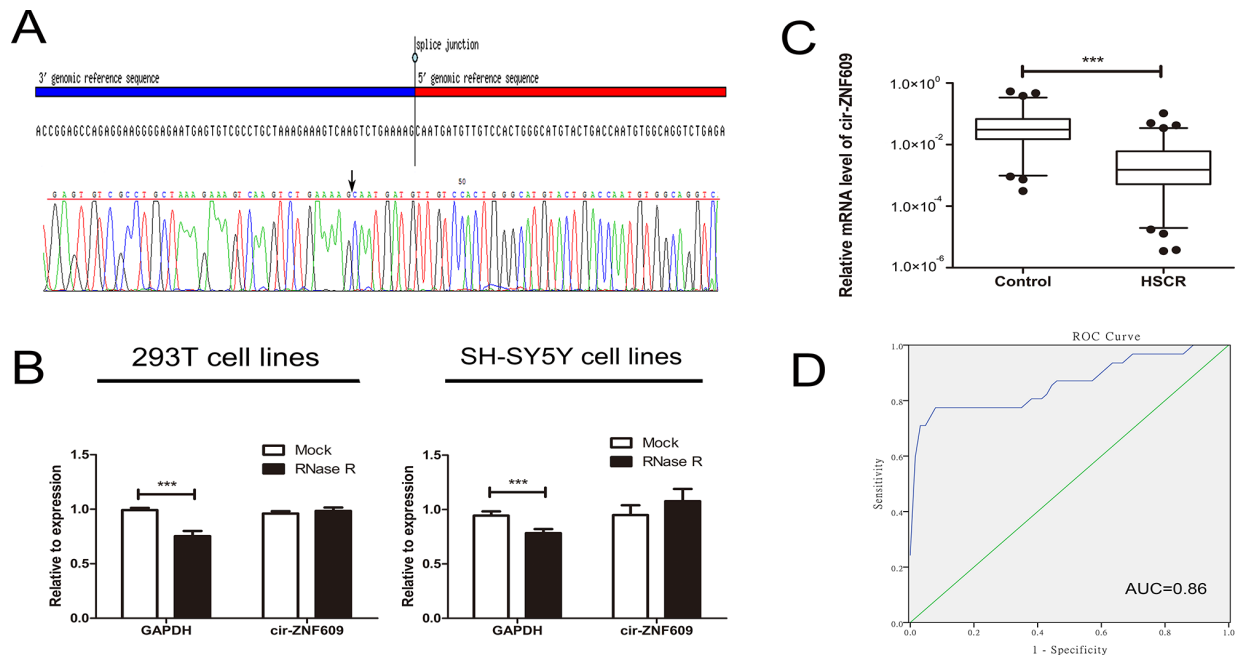 A
splice junction
3' genomic reference sequence
5' genomic reference sequence
ACCGGAGCCAGAGGAAGGGGAGAATGAGTGTCGCCTGCTAAAGAAAGTCAAGTCTGAAAAGCAATGATGTTGTCCACTGGGCATGTACTGACCAATGTGGCAGGTCTGAGA
50
GAGTGTCGCCTGCTAAAGAAAGTCAAGTCTGAAAAGCAATGATGTTGTCCACTGGGCATGTACTGACCAATGTGGCAGGTC
B
293T cell lines
Relative to expression
1.5
1.0
0.5
0.0
Mock
RNase R
***
GAPDH
cir-ZNF609
SH-SY5Y cell lines
Relative to expression
1.5
1.0
0.5
0.0
Mock
RNase R
***
GAPDH
cir-ZNF609
C
Relative mRNA level of cir-ZNF609
1.0×10^0
1.0×10^-2
1.0×10^-4
1.0×10^-6
***
Control
HSCR
D
ROC Curve
Sensitivity
1.0
0.8
0.6
0.4
0.2
0.0
AUC=0.86
0.0
0.2
0.4
0.6
0.8
1.0
1 - Specificity